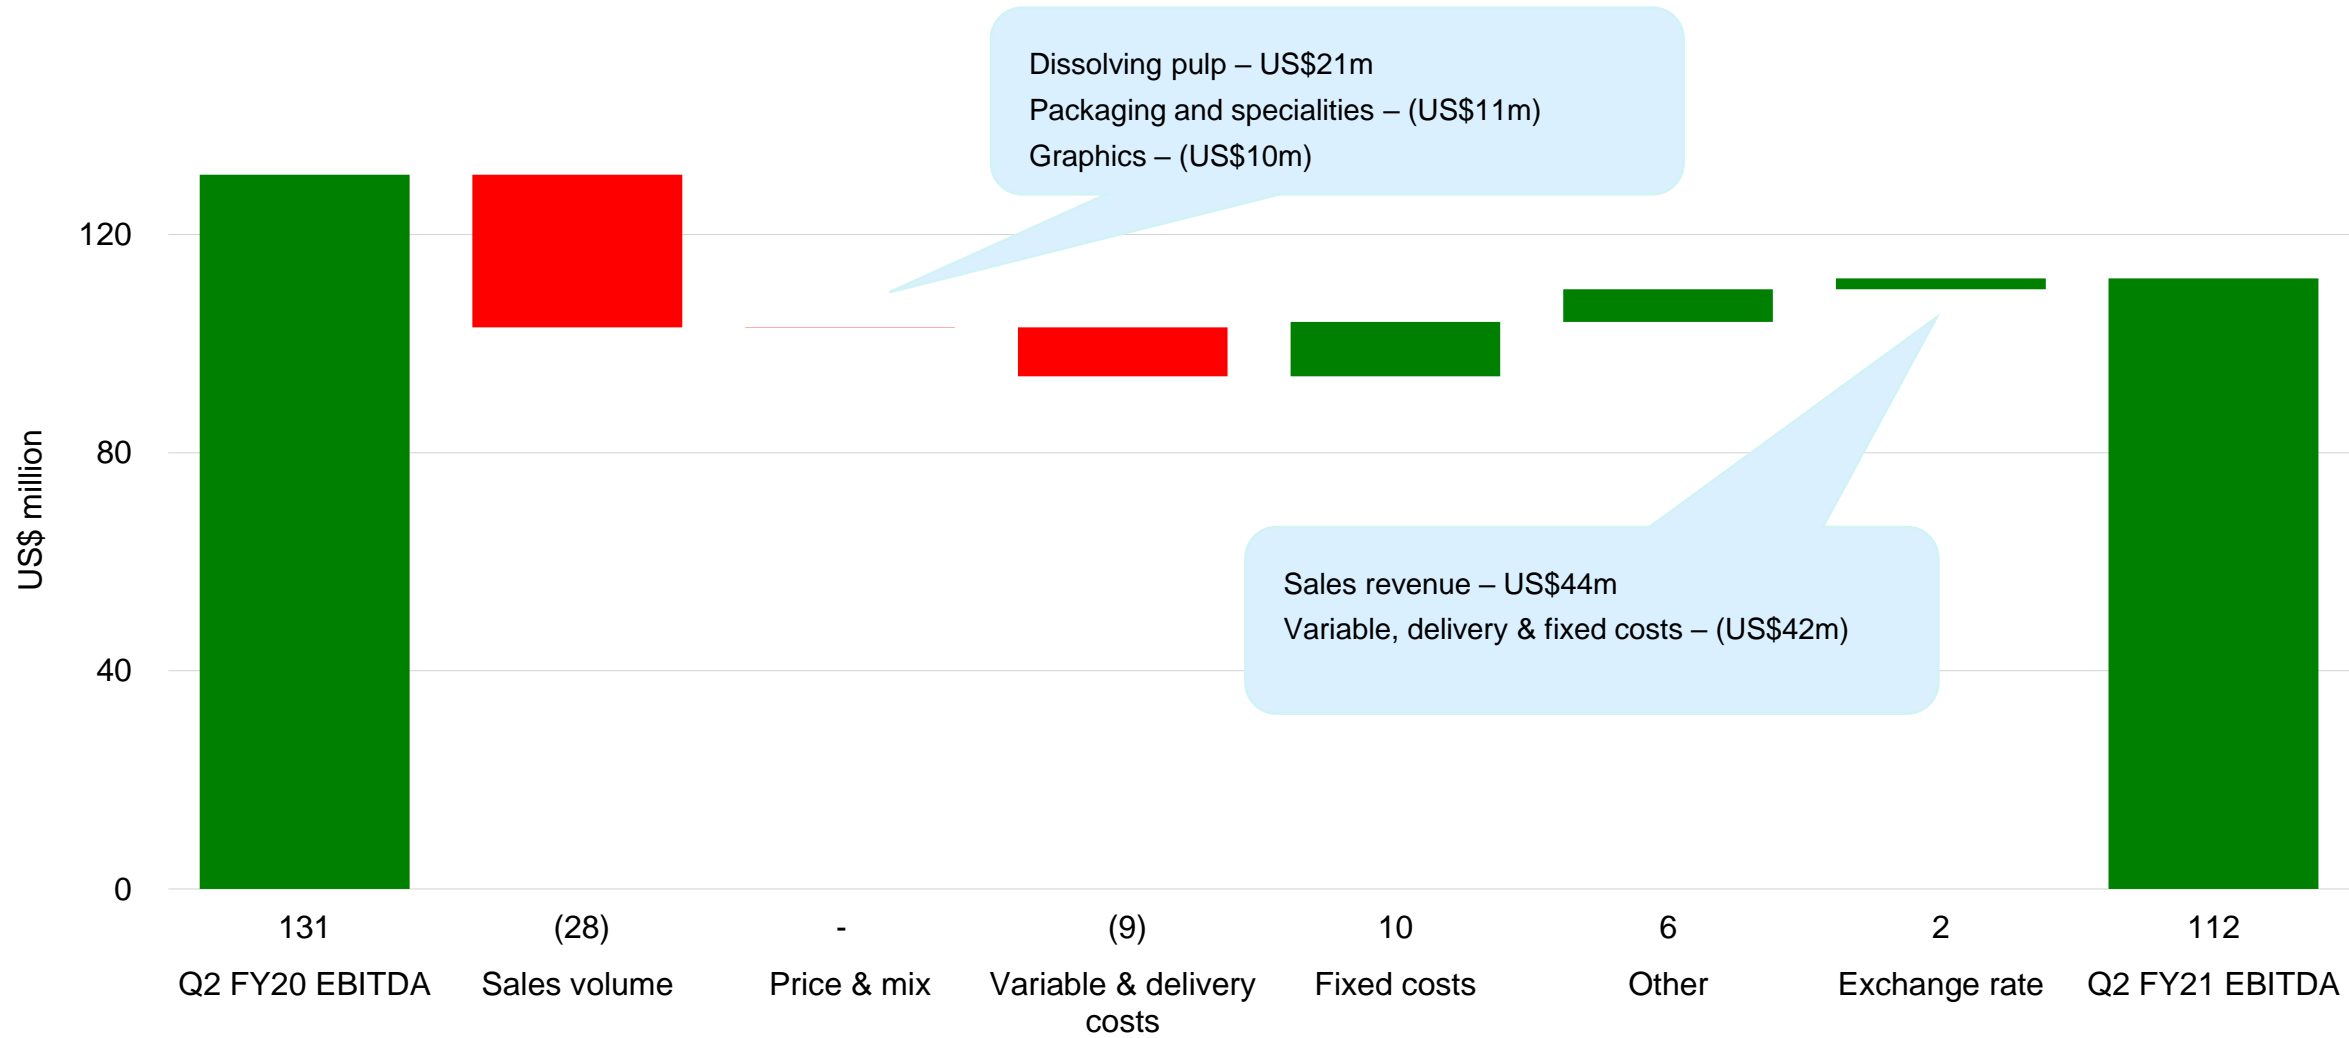 Dissolving pulp – US$21m
Packaging and specialities – (US$11m)
Graphics – (US$10m)
120
80
40
0
US$ million
Sales revenue – US$44m
Variable, delivery & fixed costs – (US$42m)
131 (28) - (9) 10 6 2 112
Q2 FY20 EBITDA Sales volume Price & mix Variable & delivery Fixed costs Other Exchange rate Q2 FY21 EBITDA
costs